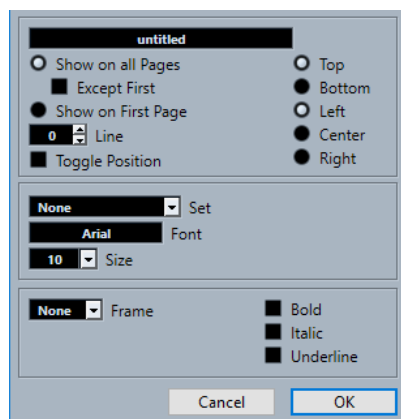 untitled
Show on all Pages
Top
Except First
Bottom
Show on First Page
Left
0 Line
Center
Toggle Position
Right
None Set
Arial Font
10 Size
None Frame
Bold
Italic
Underline
Cancel OK